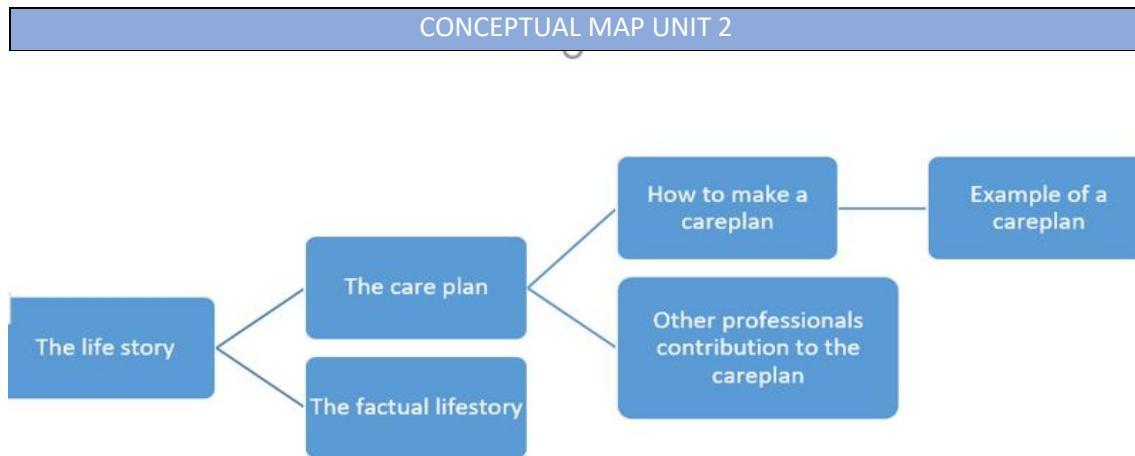 CONCEPTUAL MAP UNIT 2
The life story
The care plan
The factual lifestory
How to make a
careplan
Other professionals
contribution to the
careplan
Example of a
careplan